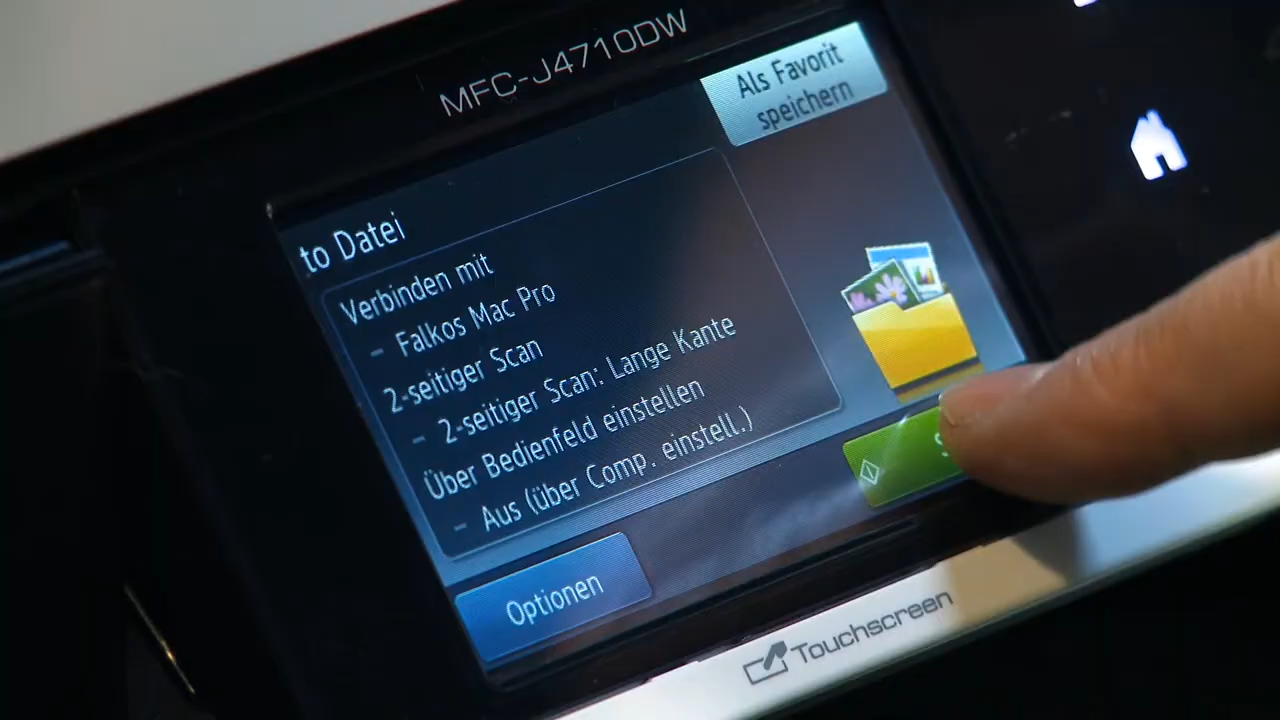 MFC-J4710DW
Als Favorit
speichern
to Datei
Verbinden mit
- Falkos Mac Pro
2-seitiger Scan
- 2-seitiger Scan: Lange Kante
Über Bedienfeld einstellen
- Aus (über Comp. einstell.)
Optionen
Touchscreen